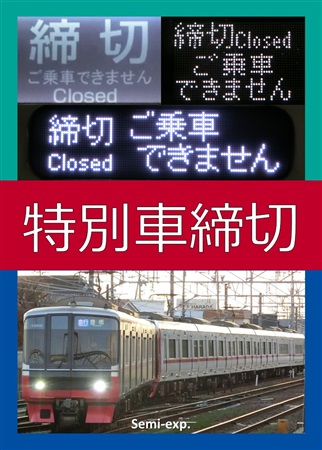 締切
ご乗車できません
Closed
締切Closed
ご乗車
できません
締切 ご乗車
Closed できません
特別車締切
Semi-exp.